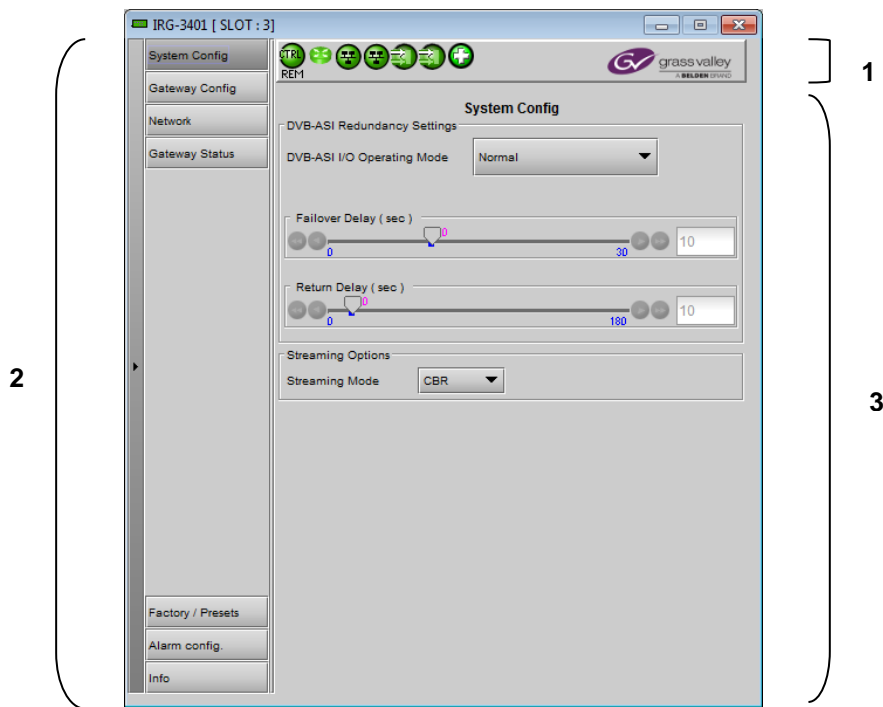 IRG-3401 [ SLOT : 3]
System Config
Gateway Config
Network
Gateway Status
Factory / Presets
Alarm config.
Info
CTRL
REM
GV grass valley
A BELDEN BRAND
1
System Config
DVB-ASI Redundancy Settings
DVB-ASI I/O Operating Mode Normal
Failover Delay ( sec )
0
0 30 10
Return Delay ( sec )
0
0 180 10
Streaming Options
Streaming Mode CBR
2
3